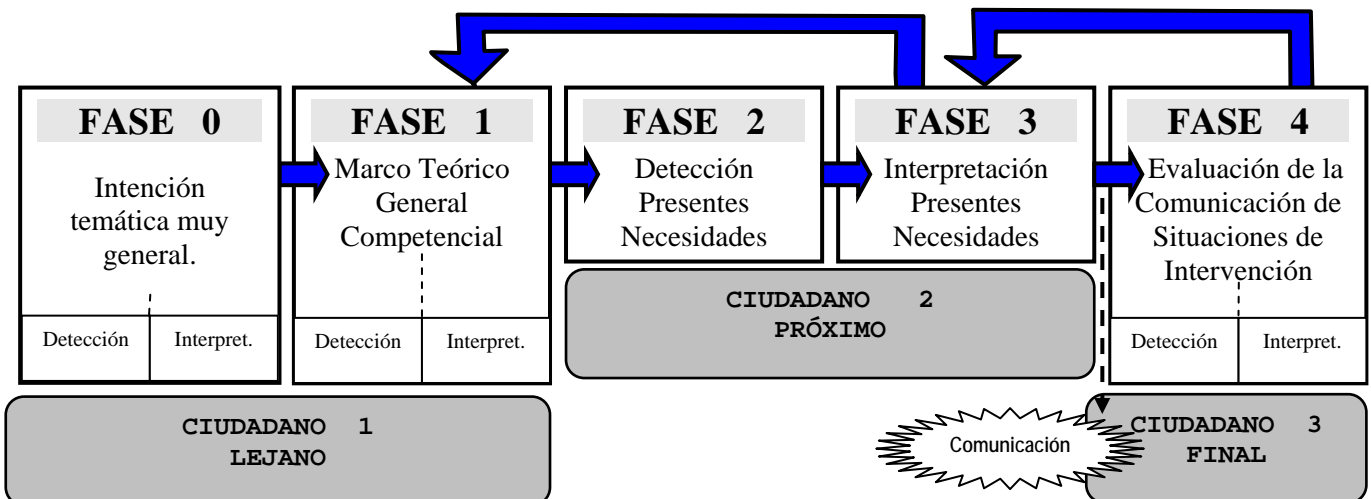 FASE 0
Intención
temática muy
general.
Detección
Interpret.
FASE 1
Marco Teórico
General
Competencial
Detección
Interpret.
FASE 2
Detección
Presentes
Necesidades
FASE 3
Interpretación
Presentes
Necesidades
FASE 4
Evaluación de la
Comunicación de
Situaciones de
Intervención
Detección
Interpret.
CIUDADANO 1
LEJANO
CIUDADANO 2
PRÓXIMO
Comunicación
CIUDADANO 3
FINAL